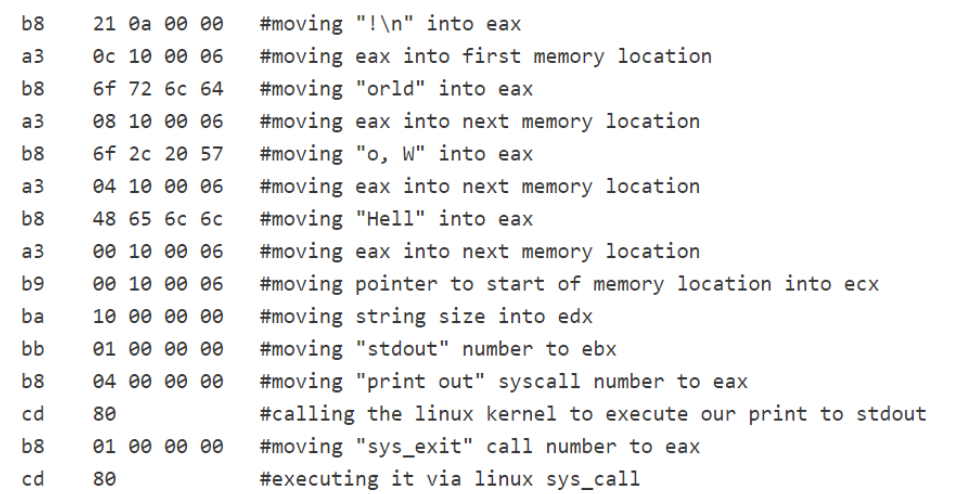 b8 21 0a 00 00 #moving "!\n" into eax
a3 0c 10 00 06 #moving eax into first memory location
b8 6f 72 6c 64 #moving "orld" into eax
a3 08 10 00 06 #moving eax into next memory location
b8 6f 2c 20 57 #moving "o, W" into eax
a3 04 10 00 06 #moving eax into next memory location
b8 48 65 6c 6c #moving "Hell" into eax
a3 00 10 00 06 #moving eax into next memory location
b9 00 10 00 06 #moving pointer to start of memory location into ecx
ba 10 00 00 00 #moving string size into edx
bb 01 00 00 00 #moving "stdout" number to ebx
b8 04 00 00 00 #moving "print out" syscall number to eax
cd 80 #calling the linux kernel to execute our print to stdout
b8 01 00 00 00 #moving "sys_exit" call number to eax
cd 80 #executing it via linux sys_call